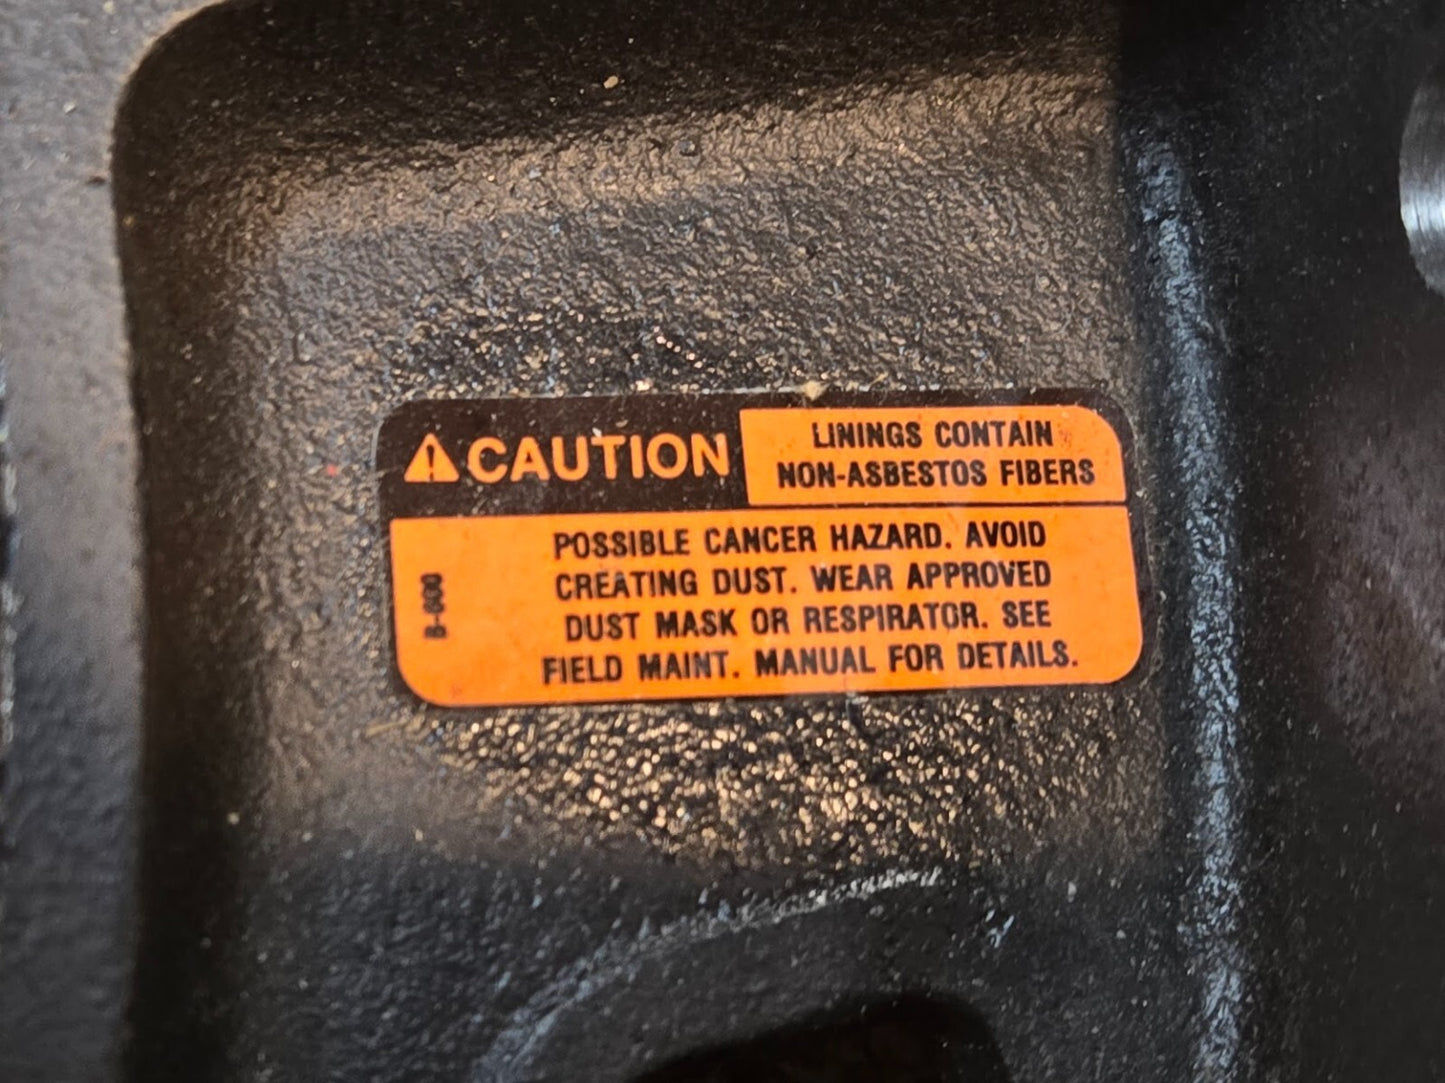 CAUTION
LININGS CONTAIN
NON-ASBESTOS FIBERS
POSSIBLE CANCER HAZARD. AVOID
CREATING DUST. WEAR APPROVED
DUST MASK OR RESPIRATOR. SEE
FIELD MAINT. MANUAL FOR DETAILS.